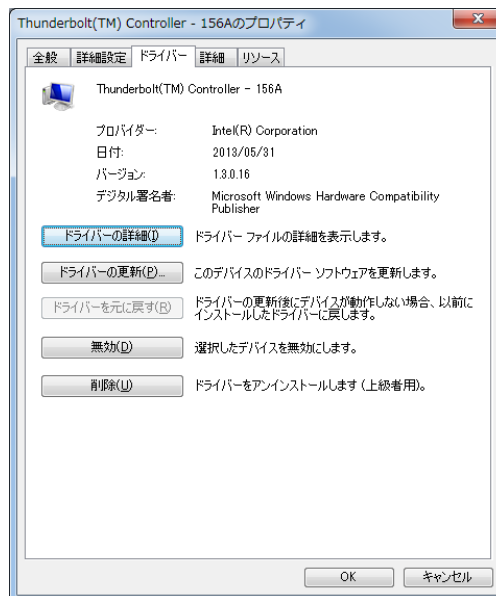 Thunderbolt(TM) Controller - 156Aのプロパティ
全般 詳細設定 ドライバー 詳細 リソース
Thunderbolt(TM) Controller - 156A
プロバイダー: Intel(R) Corporation
日付: 2013/05/31
バージョン: 1.3.0.16
デジタル署名者: Microsoft Windows Hardware Compatibility
Publisher
ドライバーの詳細(I) ドライバー ファイルの詳細を表示します。
ドライバーの更新(P)... このデバイスのドライバー ソフトウェアを更新します。
ドライバーを元に戻す(R) ドライバーの更新後にデバイスが動作しない場合、以前に
インストールしたドライバーに戻します。
無効(D) 選択したデバイスを無効にします。
削除(U) ドライバーをアンインストールします (上級者用)。
OK キャンセル